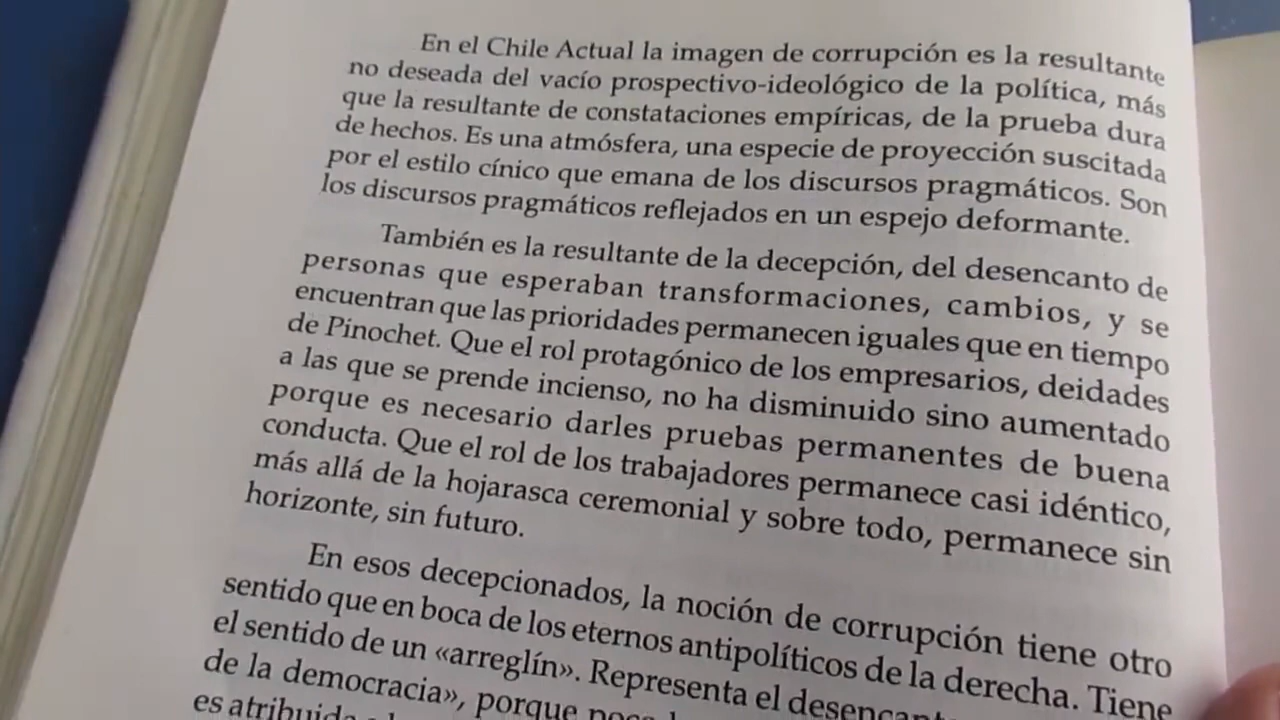 En el Chile Actual la imagen de corrupción es la resultante
no deseada del vacío prospectivo-ideológico de la política, más
que la resultante de constataciones empíricas, de la prueba dura
de hechos. Es una atmósfera, una especie de proyección suscitada
por el estilo cínico que emana de los discursos pragmáticos. Son
los discursos pragmáticos reflejados en un espejo deformante.
También es la resultante de la decepción, del desencanto de
personas que esperaban transformaciones, cambios, y se
encuentran que las prioridades permanecen iguales que en tiempo
de Pinochet. Que el rol protagónico de los empresarios, deidades
a las que se prende incienso, no ha disminuido sino aumentado
porque es necesario darles pruebas permanentes de buena
conducta. Que el rol de los trabajadores permanece casi idéntico,
más allá de la hojarasca ceremonial y sobre todo, permanece sin
horizonte, sin futuro.
En esos decepcionados, la noción de corrupción tiene otro
sentido que en boca de los eternos antipolíticos de la derecha. Tiene
el sentido de un «arreglín». Representa el
de la democracia», porque
es